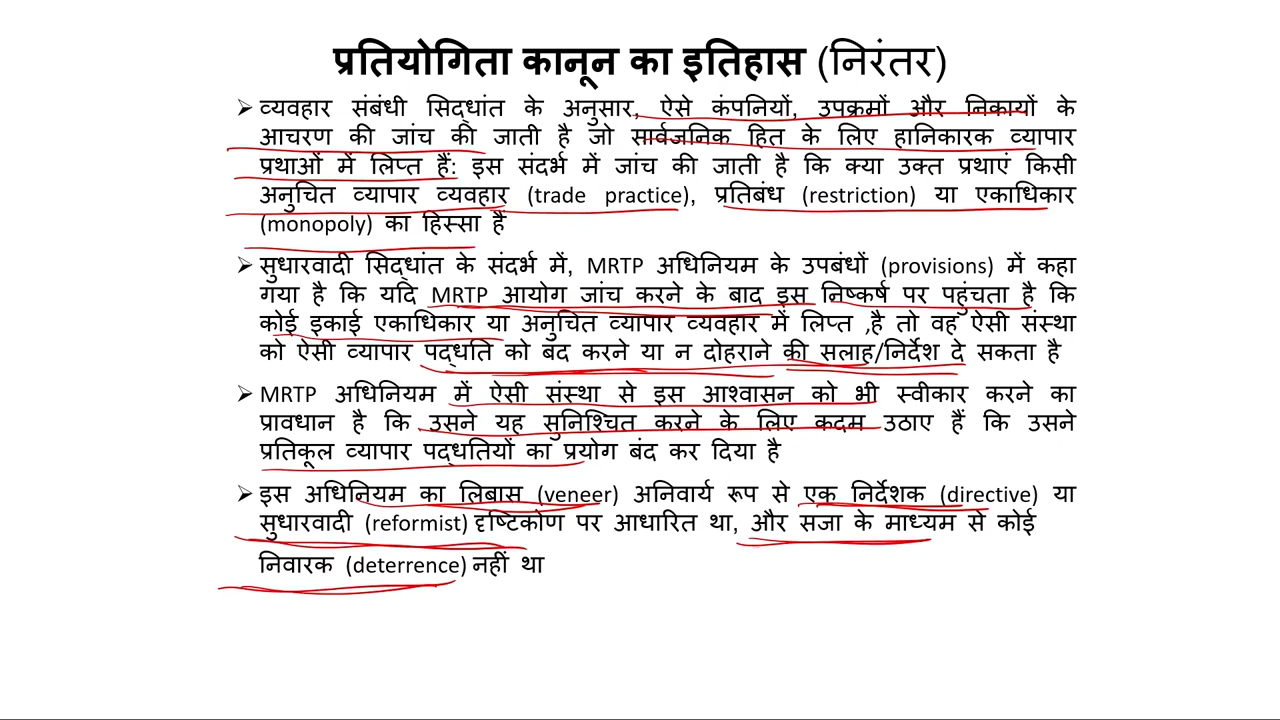 प्रतियोगिता कानून का इतिहास (निरंतर)
➢ व्यवहार संबंधी सिद्धांत के अनुसार, ऐसे कंपनियों, उपक्रमों और निकायों के
आचरण की जांच की जाती है जो सार्वजनिक हित के लिए हानिकारक व्यापार
प्रथाओं में लिप्त हैं: इस संदर्भ में जांच की जाती है कि क्या उक्त प्रथाएं किसी
अनुचित व्यापार व्यवहार (trade practice), प्रतिबंध (restriction) या एकाधिकार
(monopoly) का हिस्सा हैं
➢ सुधारवादी सिद्धांत के संदर्भ में, MRTP अधिनियम के उपबंधों (provisions) में कहा
गया है कि यदि MRTP आयोग जांच करने के बाद इस निष्कर्ष पर पहुंचता है कि
कोई इकाई एकाधिकार या अनुचित व्यापार व्यवहार में लिप्त ,है तो वह ऐसी संस्था
को ऐसी व्यापार पद्धति को बंद करने या न दोहराने की सलाह/निर्देश दे सकता है
➢ MRTP अधिनियम में ऐसी संस्था से इस आश्वासन को भी स्वीकार करने का
प्रावधान है कि उसने यह सुनिश्चित करने के लिए कदम उठाए हैं कि उसने
प्रतिकूल व्यापार पद्धतियों का प्रयोग बंद कर दिया है
➢ इस अधिनियम का लिबास (veneer) अनिवार्य रूप से एक निर्देशक (directive) या
सुधारवादी (reformist) दृष्टिकोण पर आधारित था, और सजा के माध्यम से कोई
निवारक (deterrence) नहीं था